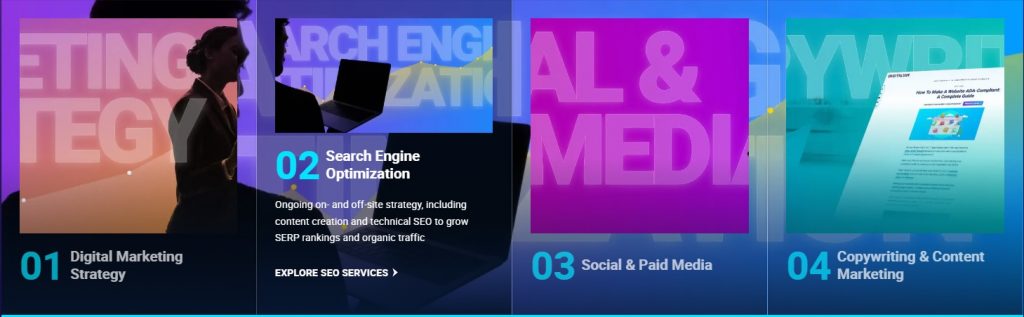 ETING
TEGY
01
Digital Marketing
Strategy
ARCH ENGI
TIMIZATIO
02
Search Engine
Optimization
Ongoing on- and off-site strategy, including
content creation and technical SEO to grow
SERP rankings and organic traffic
EXPLORE SEO SERVICES
AL &
MEDIA
03
Social & Paid Media
PYWRI
How To Make A Website ADA-Compliant
A Complete Guide
04
Copywriting & Content
Marketing